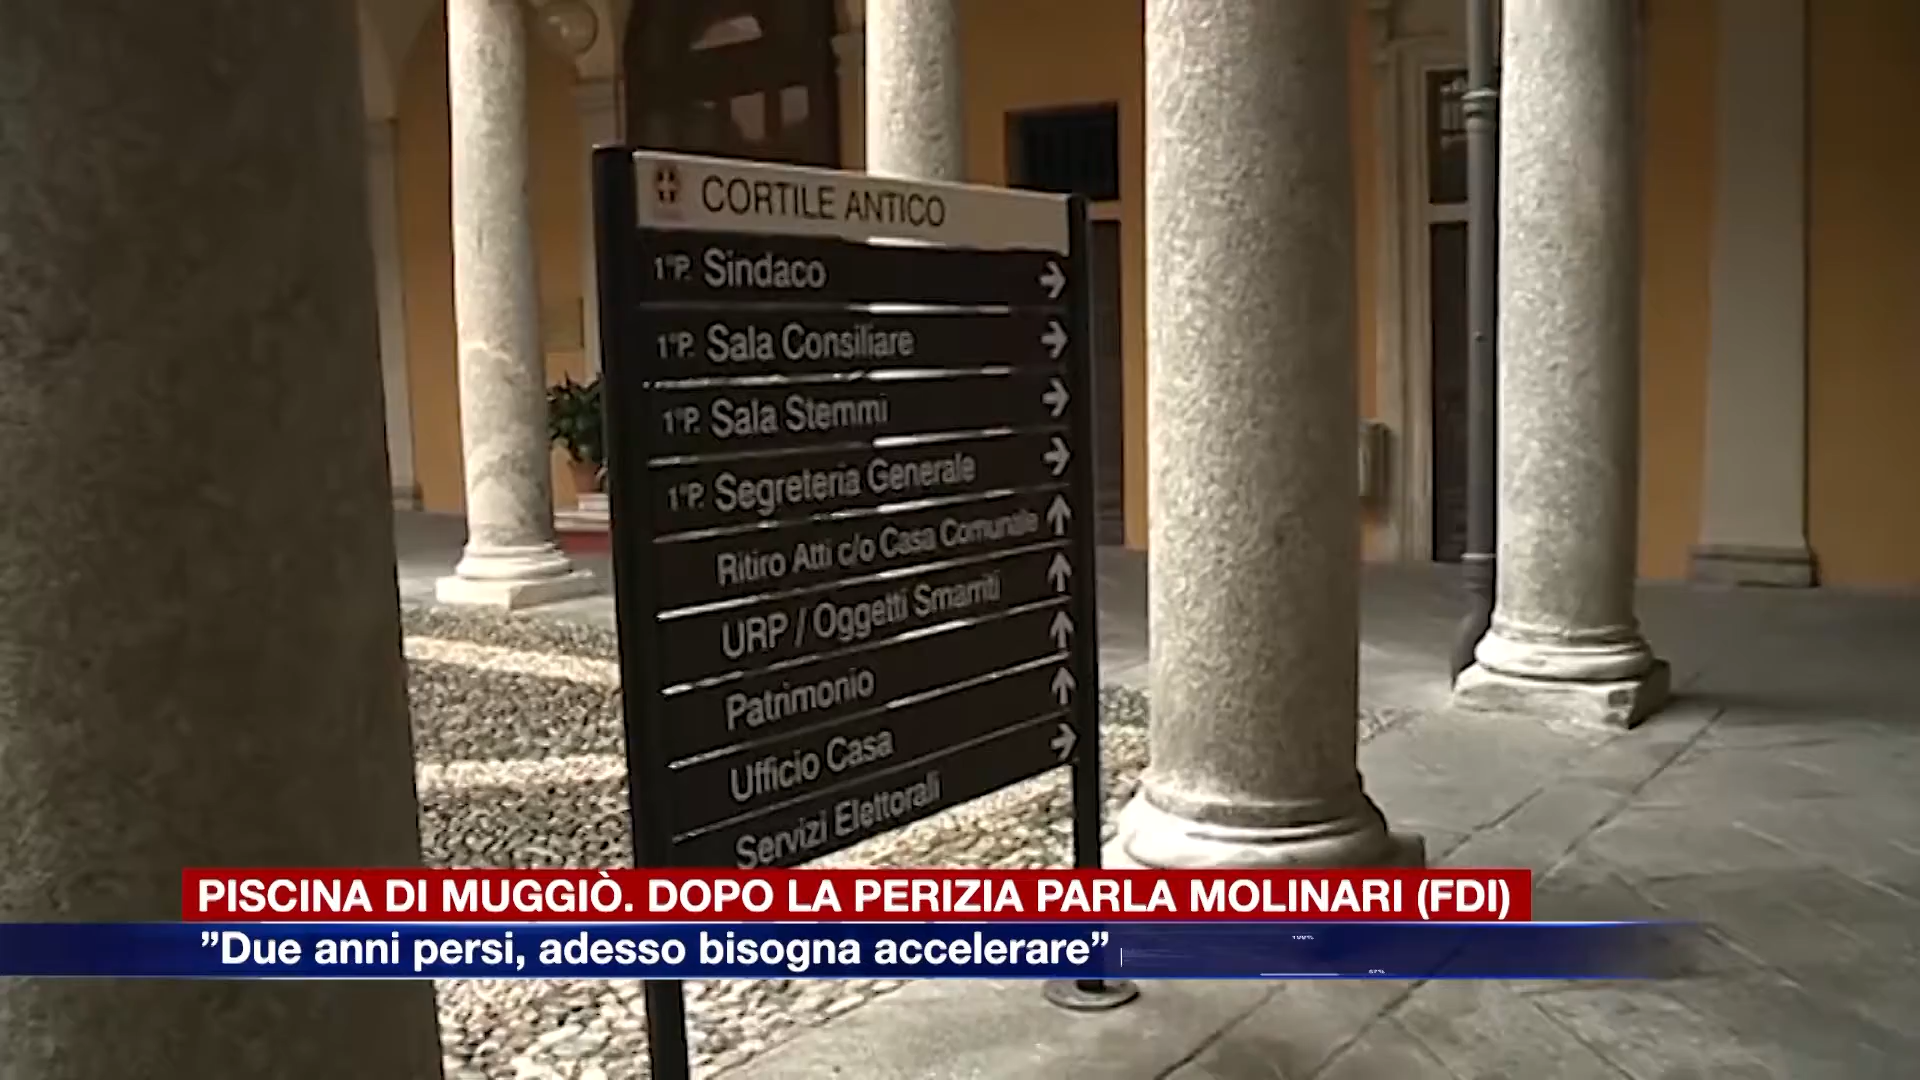 CORTILE ANTICO
1°P. Sindaco
1°P. Sala Consiliare
1°P. Sala Stemmi
1°P. Segreteria Generale
Ritiro Atti c/o Casa Comunale
URP / Oggetti Smarriti
Patrimonio
Ufficio Casa
Servizi Elettorali
PISCINA DI MUGGIÒ. DOPO LA PERIZIA PARLA MOLINARI (FDI)
”Due anni persi, adesso bisogna accelerare”
100%